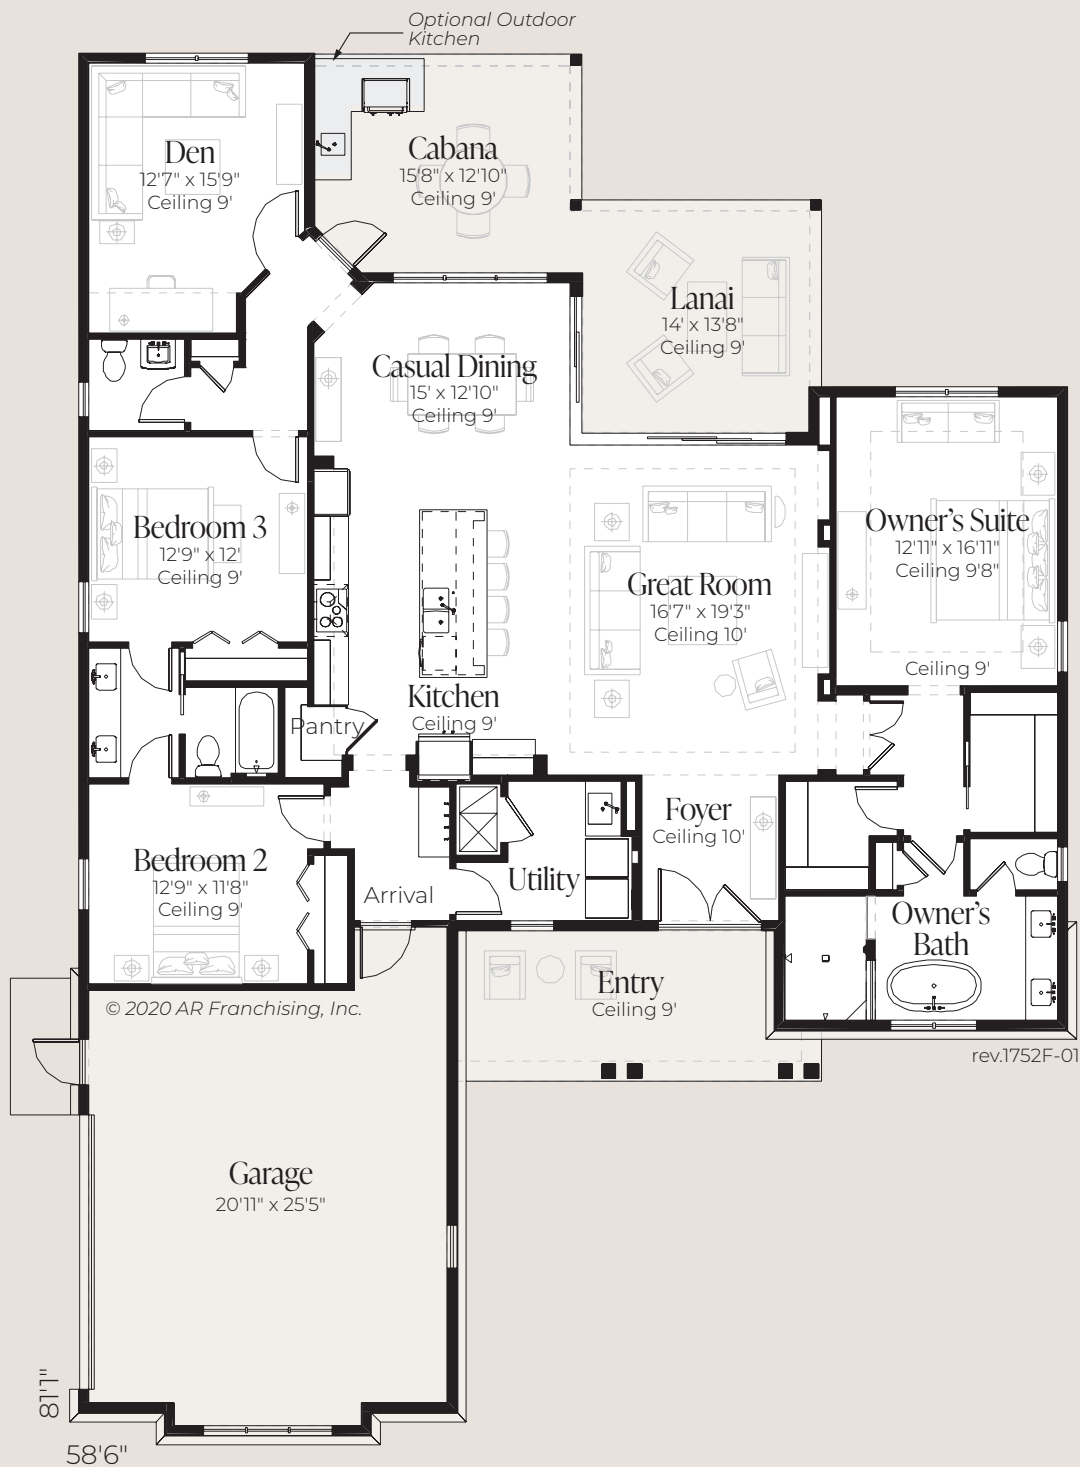 Optional Outdoor
Kitchen
Den
12'7" x 15'9"
Ceiling 9'
Cabana
15'8" x 12'10"
Ceiling 9'
Lanai
14' x 13'8"
Ceiling 9'
Casual Dining
15' x 12'10"
Ceiling 9'
Bedroom 3
12'9" x 12'
Ceiling 9'
Owner's Suite
12'11" x 16'11"
Ceiling 9'8"
Great Room
16'7" x 19'3"
Ceiling 10'
Ceiling 9'
Kitchen
Ceiling 9'
Pantry
Foyer
Ceiling 10'
Bedroom 2
12'9" x 11'8"
Ceiling 9'
Arrival
Utility
Owner's
Bath
Entry
Ceiling 9'
© 2020 AR Franchising, Inc.
rev.1752F-01
Garage
20'11" x 25'5"
81'1"
58'6"